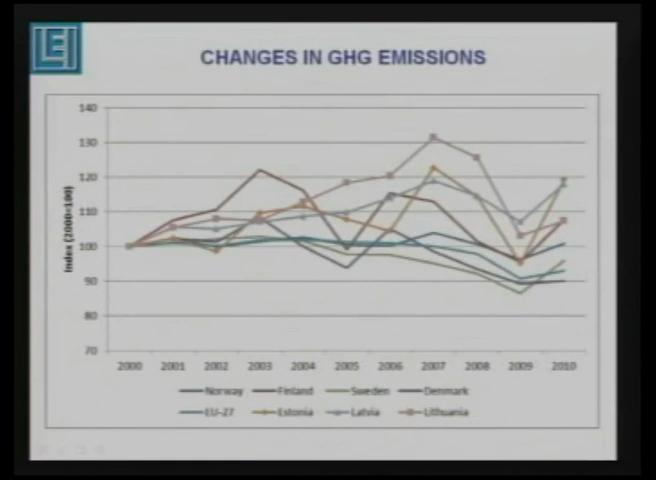 LEI
CHANGES IN GHG EMISSIONS
Index (2000=100)
140
130
120
110
100
90
80
70
2000 2001 2002 2003 2004 2005 2006 2007 2008 2009 2010
Norway Finland Sweden Denmark
EU-27 Estonia Latvia Lithuania